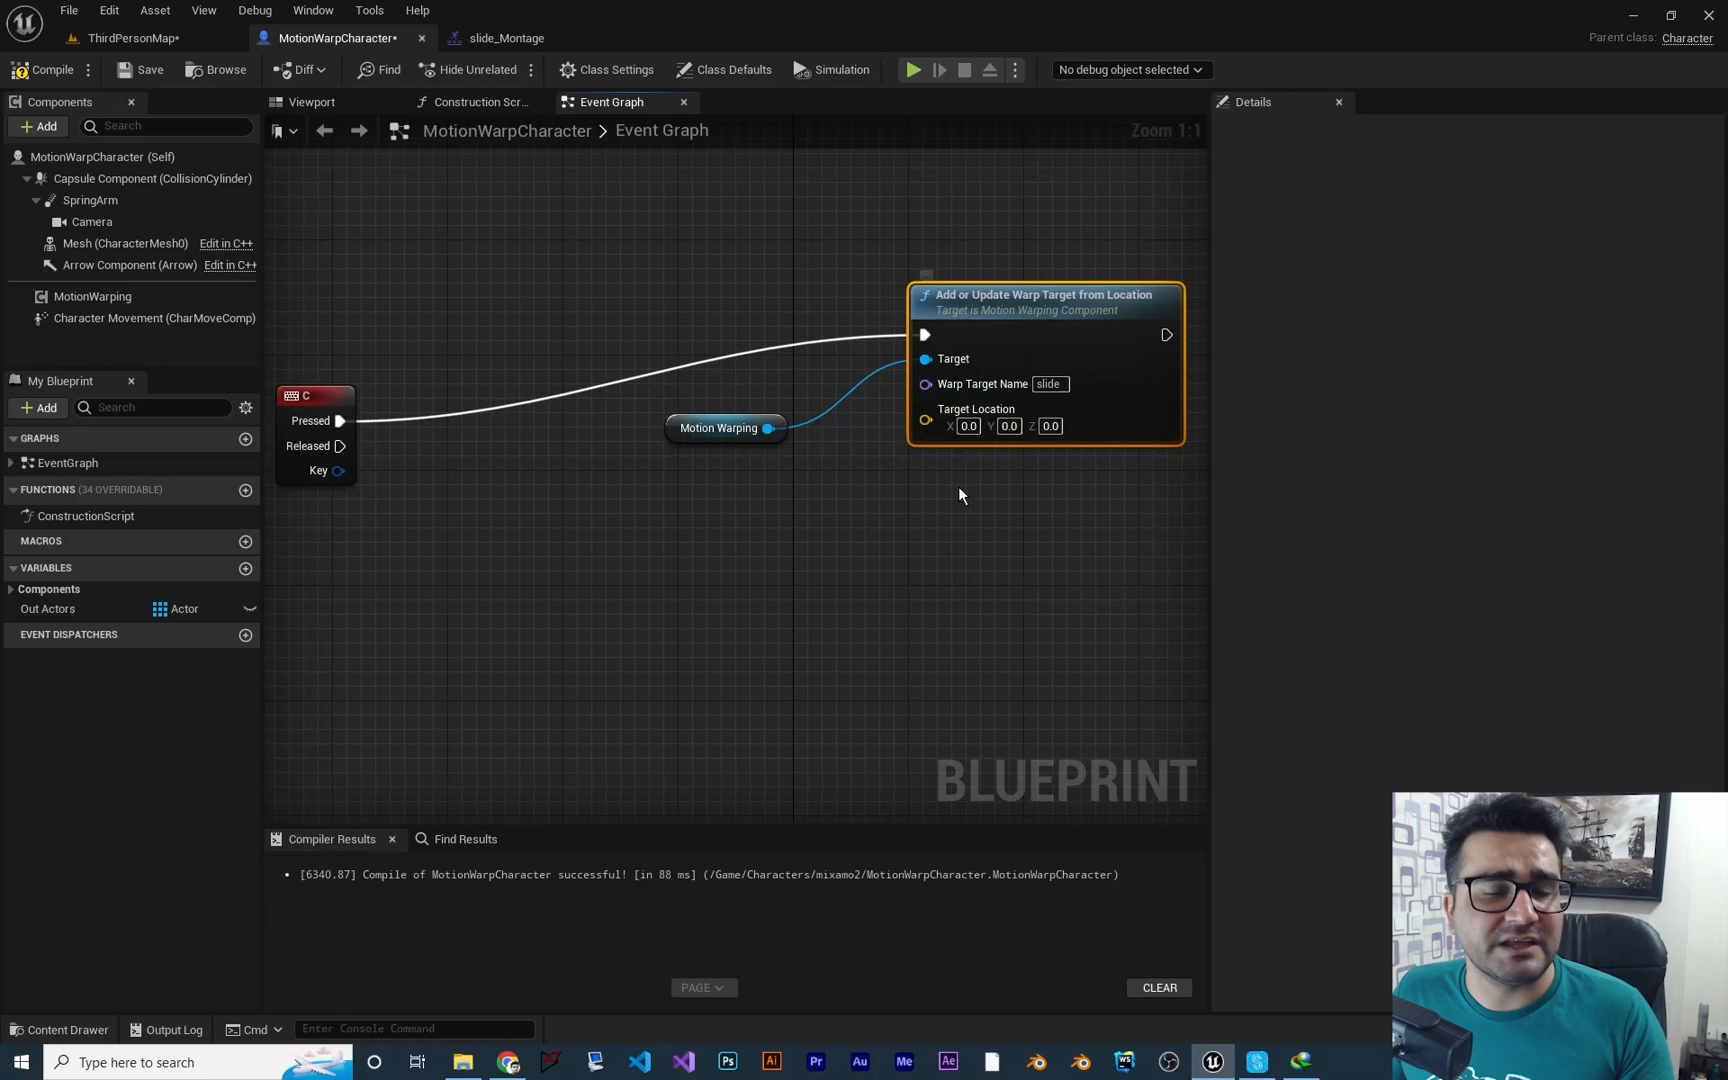 File Edit Asset View Debug Window Tools Help
ThirdPersonMap* MotionWarpCharacter* slide_Montage
Parent class: Character
Compile Save Browse Diff Find Hide Unrelated Class Settings Class Defaults Simulation No debug object selected
Components
Viewport Construction Scr... Event Graph
Details
Add Search
MotionWarpCharacter > Event Graph
Zoom 1:1
MotionWarpCharacter (Self)
Capsule Component (CollisionCylinder)
SpringArm
Camera
Mesh (CharacterMesh0) Edit in C++
Arrow Component (Arrow) Edit in C++
MotionWarping
Character Movement (CharMoveComp)
My Blueprint
Add Search
GRAPHS
EventGraph
FUNCTIONS (34 OVERRIDABLE)
ConstructionScript
MACROS
VARIABLES
Components
Out Actors Actor
EVENT DISPATCHERS
C
Pressed
Released
Key
Motion Warping
Add or Update Warp Target from Location
Target is Motion Warping Component
Target
Warp Target Name slide
Target Location
X 0.0 Y 0.0 Z 0.0
BLUEPRINT
Compiler Results Find Results
[6340.87] Compile of MotionWarpCharacter successful! [in 88 ms] (/Game/Characters/mixamo2/MotionWarpCharacter.MotionWarpCharacter)
PAGE CLEAR
Content Drawer Output Log Cmd Enter Console Command
Type here to search
Ps Ai Pr Au Me Ae WS